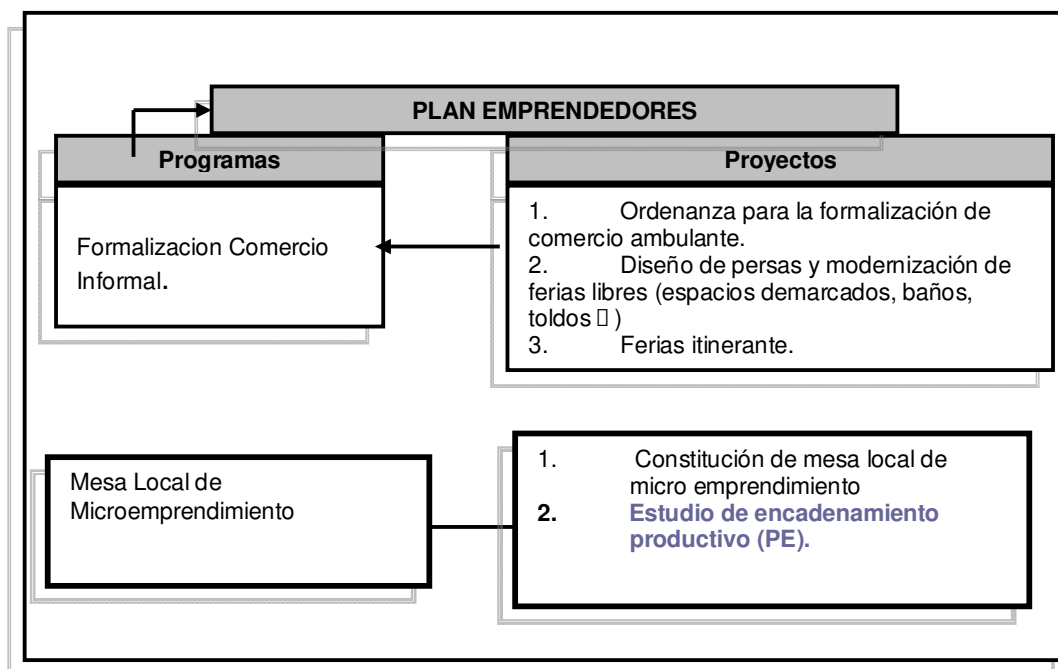 PLAN EMPRENDEDORES
Programas
Formalizacion Comercio
Informal.
Proyectos
1. Ordenanza para la formalización de
comercio ambulante.
2. Diseño de persas y modernización de
ferias libres (espacios demarcados, baños,
toldos )
3. Ferias itinerante.
Mesa Local de
Microemprendimiento
1. Constitución de mesa local de
micro emprendimiento
2. Estudio de encadenamiento
productivo (PE).